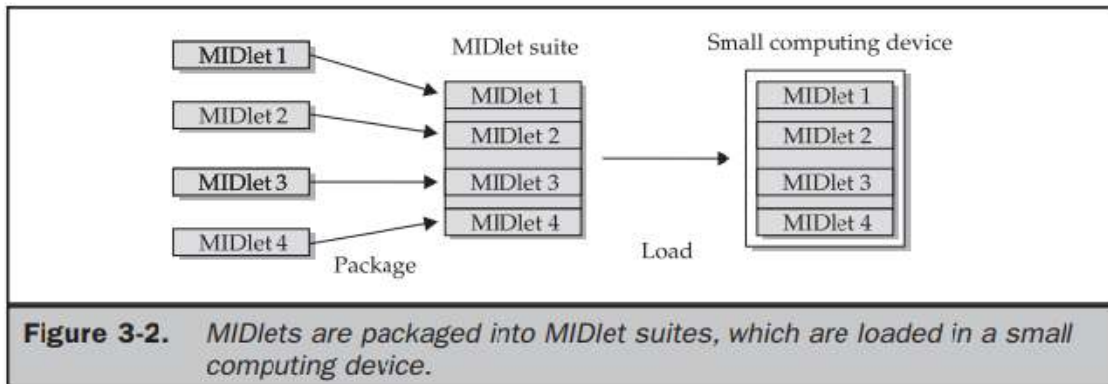 MIDlet 1
MIDlet 2
MIDlet 3
MIDlet 4
Package
MIDlet suite
MIDlet 1
MIDlet 2
MIDlet 3
MIDlet 4
Load
Small computing device
MIDlet 1
MIDlet 2
MIDlet 3
MIDlet 4
Figure 3-2. MIDlets are packaged into MIDlet suites, which are loaded in a small
computing device.